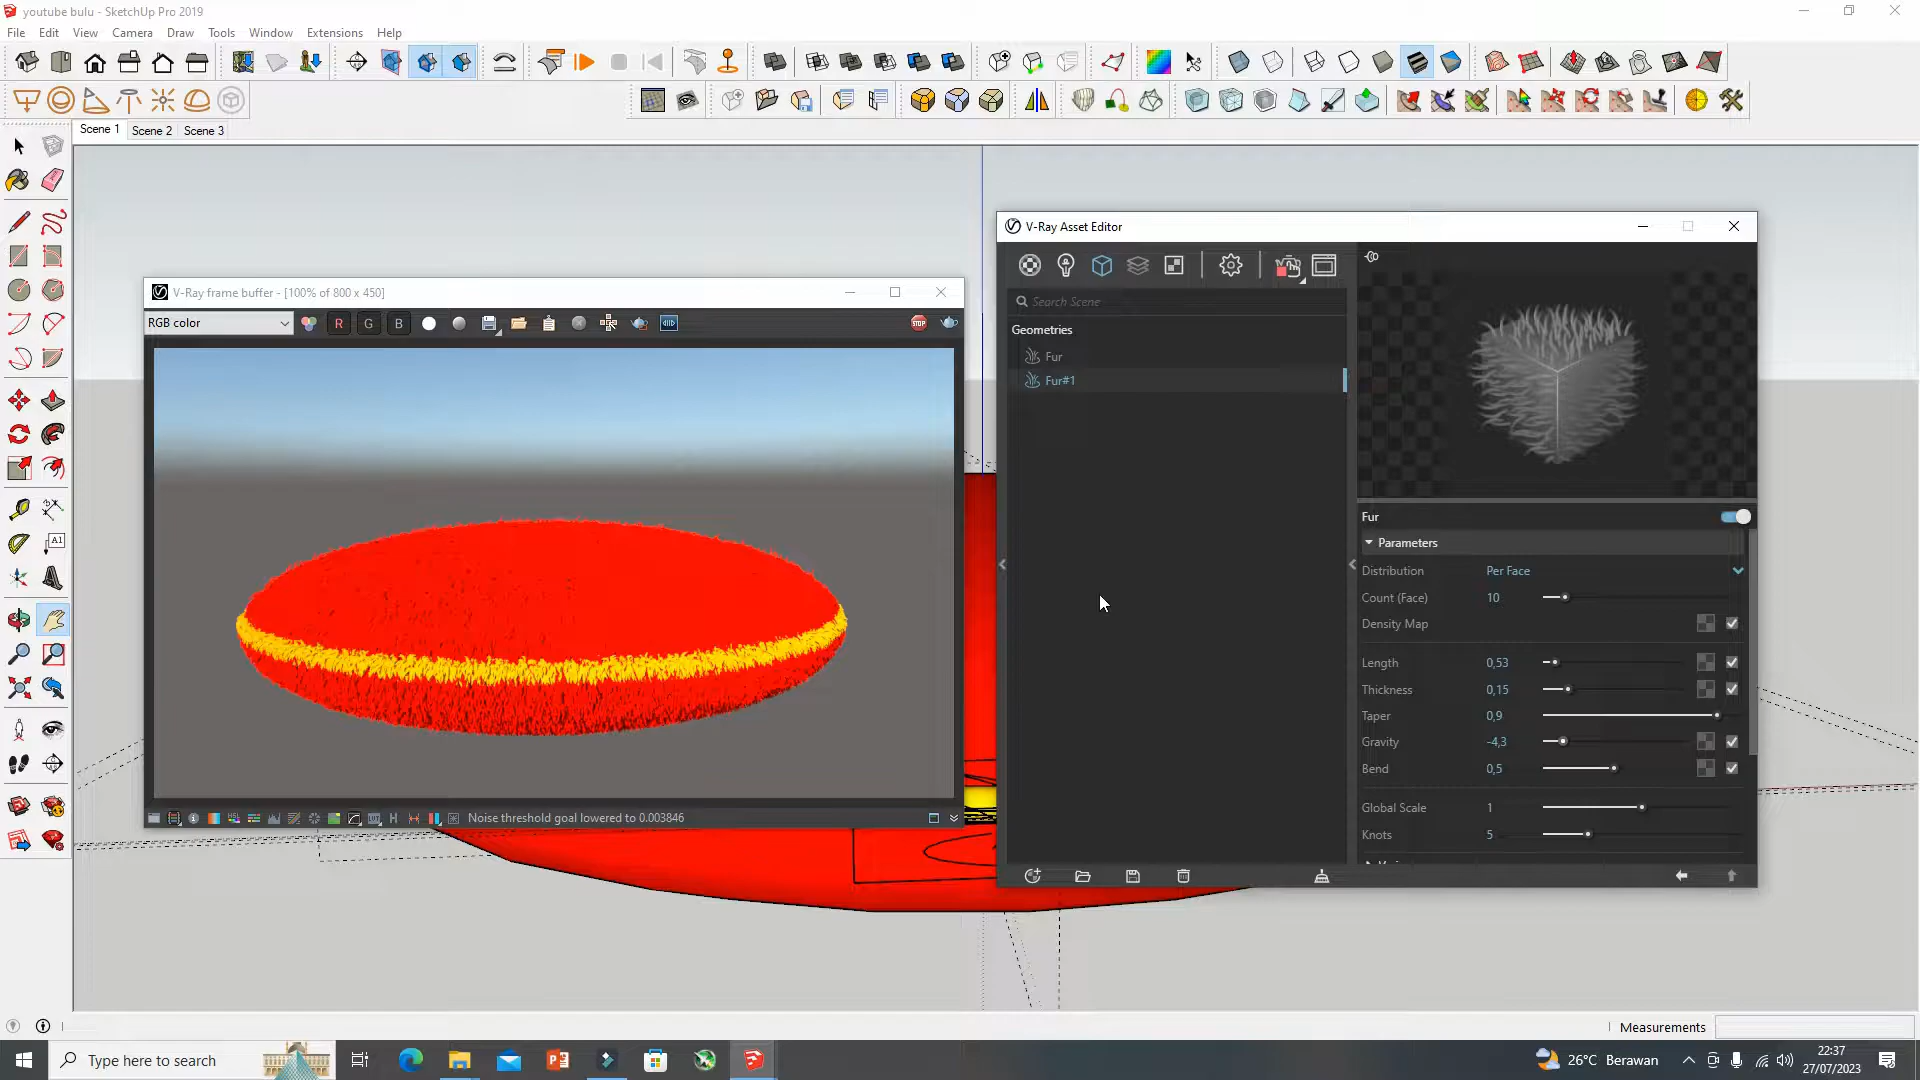 youtube bulu - SketchUp Pro 2019
File Edit View Camera Draw Tools Window Extensions Help
Scene 1 Scene 2 Scene 3
V-Ray Asset Editor
Search Scene
Geometries
Fur
Fur#1
V-Ray frame buffer - [100% of 800 x 450]
RGB color
R G B
STOP
Noise threshold goal lowered to 0.003846
H
Fur
Parameters
Distribution Per Face
Count (Face) 10
Density Map
Length 0,53
Thickness 0,15
Taper 0,9
Gravity -4,3
Bend 0,5
Global Scale 1
Knots 5
A1
Measurements
Type here to search
26°C Berawan
22:37
27/07/2023